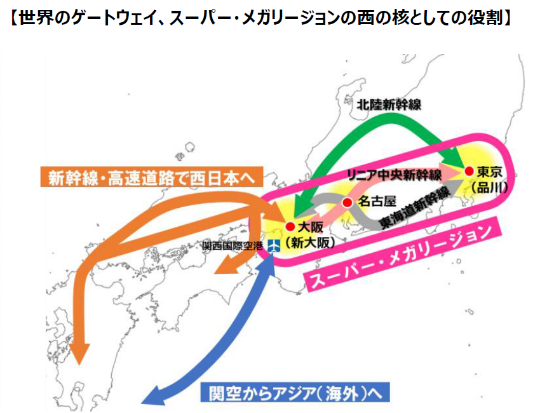 【世界のゲートウェイ、スーパー・メガリージョンの西の核としての役割】
北陸新幹線
新幹線・高速道路で西日本へ
リニア中央新幹線
東京
（品川）
名古屋
東海道新幹線
大阪
（新大阪）
関西国際空港
スーパー・メガリージョン
関空からアジア（海外）へ